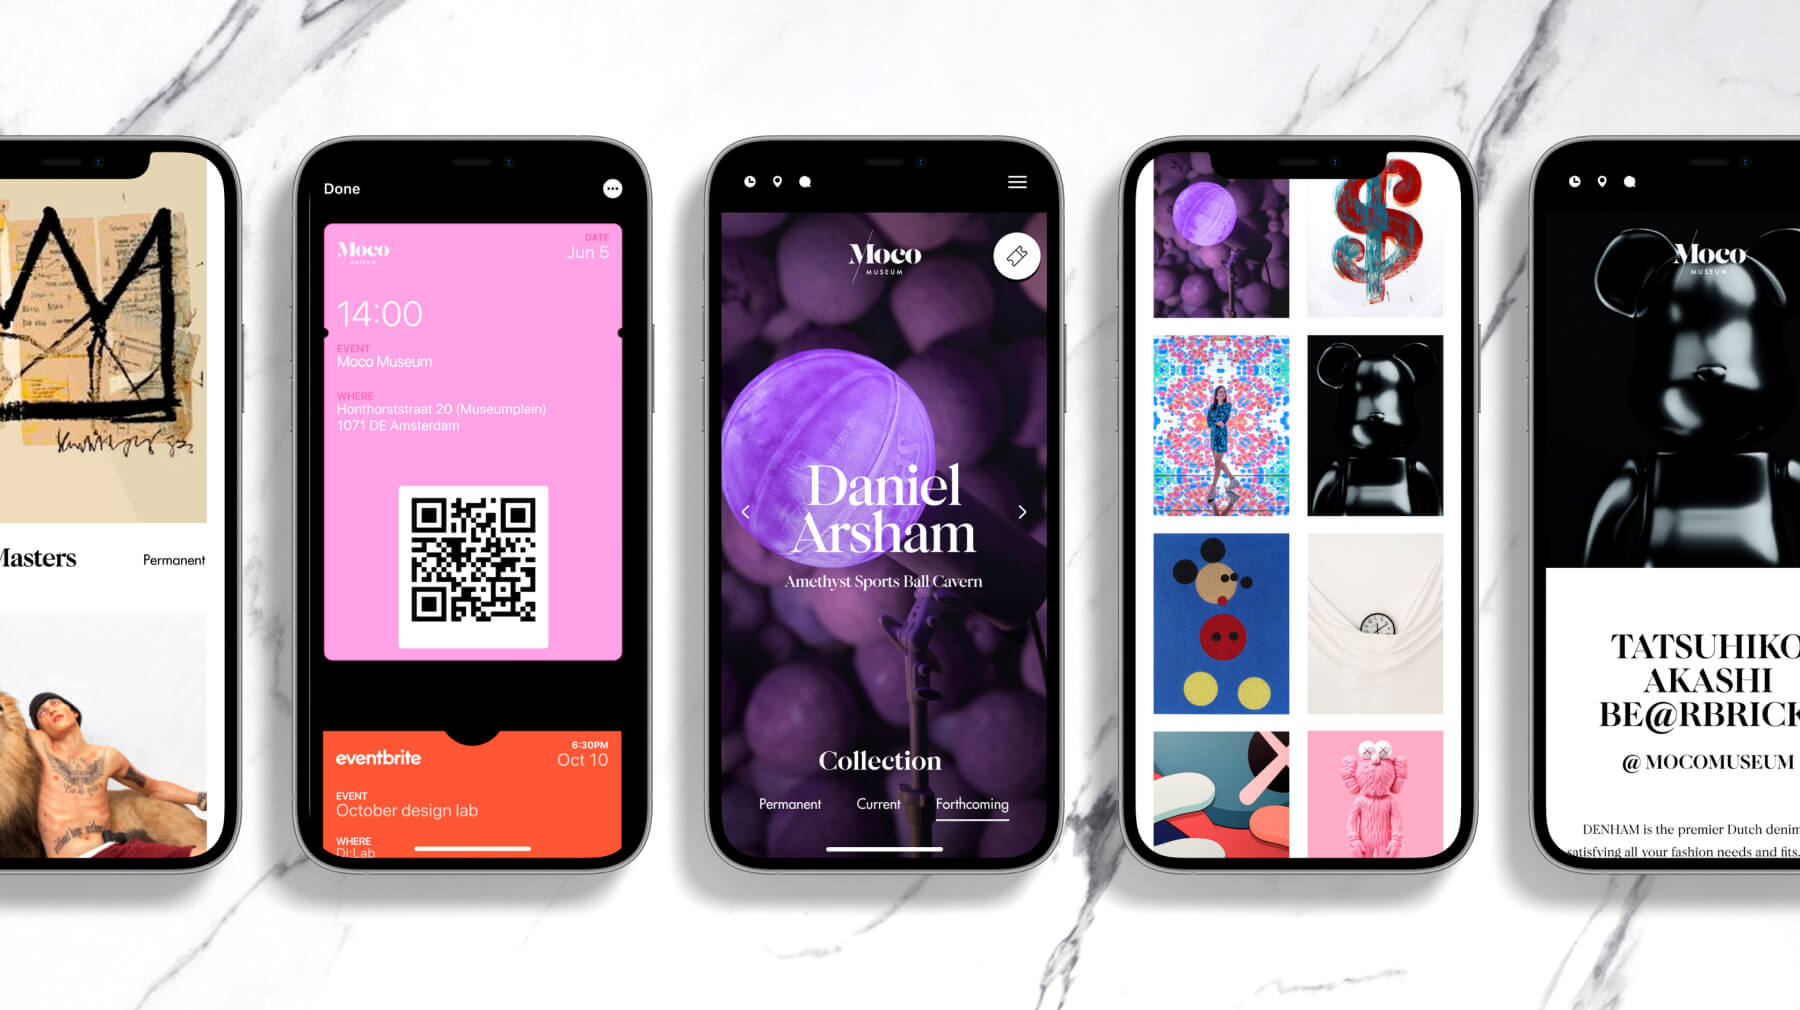 Masters
Permanent
Done
Moco
MUSEUM
DATE
Jun 5
14:00
EVENT
Moco Museum
WHERE
Honthorststraat 20 (Museumplein)
1071 DE Amsterdam
eventbrite
6:30PM
Oct 10
EVENT
October design lab
WHERE
Di:Lab
Moco
MUSEUM
Daniel
Arsham
Amethyst Sports Ball Cavern
Collection
Permanent
Current
Forthcoming
Moco
MUSEUM
TATSUHIKO
AKASHI
BE@RBRICK
@ MOCOMUSEUM
DENHAM is the premier Dutch denim
satisfying all your fashion needs and fits.